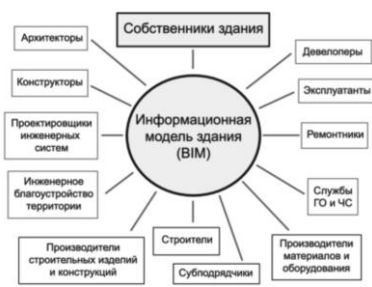 Собственники здания
Архитекторы
Девелоперы
Конструкторы
Эксплуатанты
Проектировщики
инженерных
систем
Информационная
модель здания
(BIM)
Ремонтники
Инженерное
благоустройство
территории
Службы
ГО и ЧС
Производители
строительных изделий
и конструкций
Строители
Субподрядчики
Производители
материалов и
оборудования